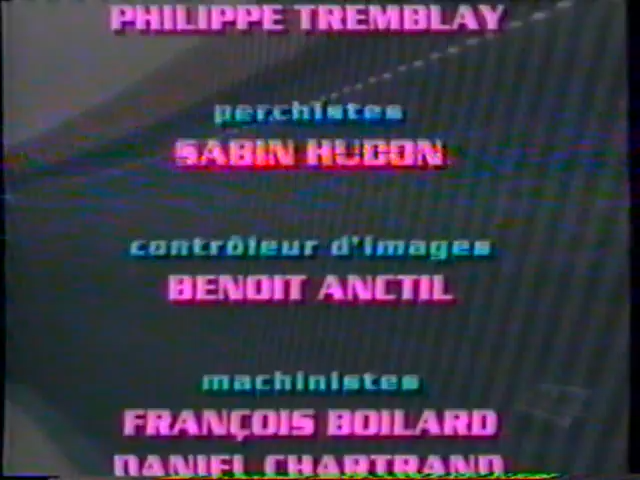 PHILIPPE TREMBLAY
perchistes
SABIN HUDON
contrôleur d'images
BENOIT ANCTIL
machinistes
FRANÇOIS BOILARD
DANIEL CHARTRAND